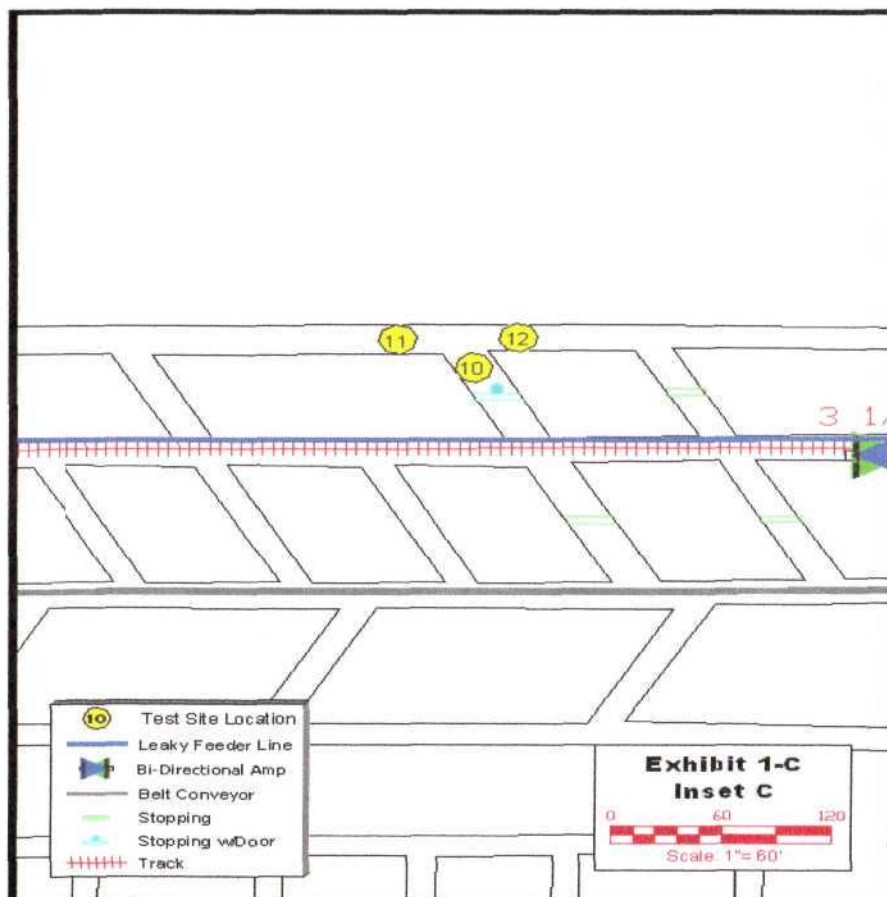 11
12
10
3 1/
10 Test Site Location
Leaky Feeder Line
Bi-Directional Amp
Belt Conveyor
Stopping
Stopping w/Door
Track
Exhibit 1-C
Inset C
0 60 120
Scale: 1"= 60'